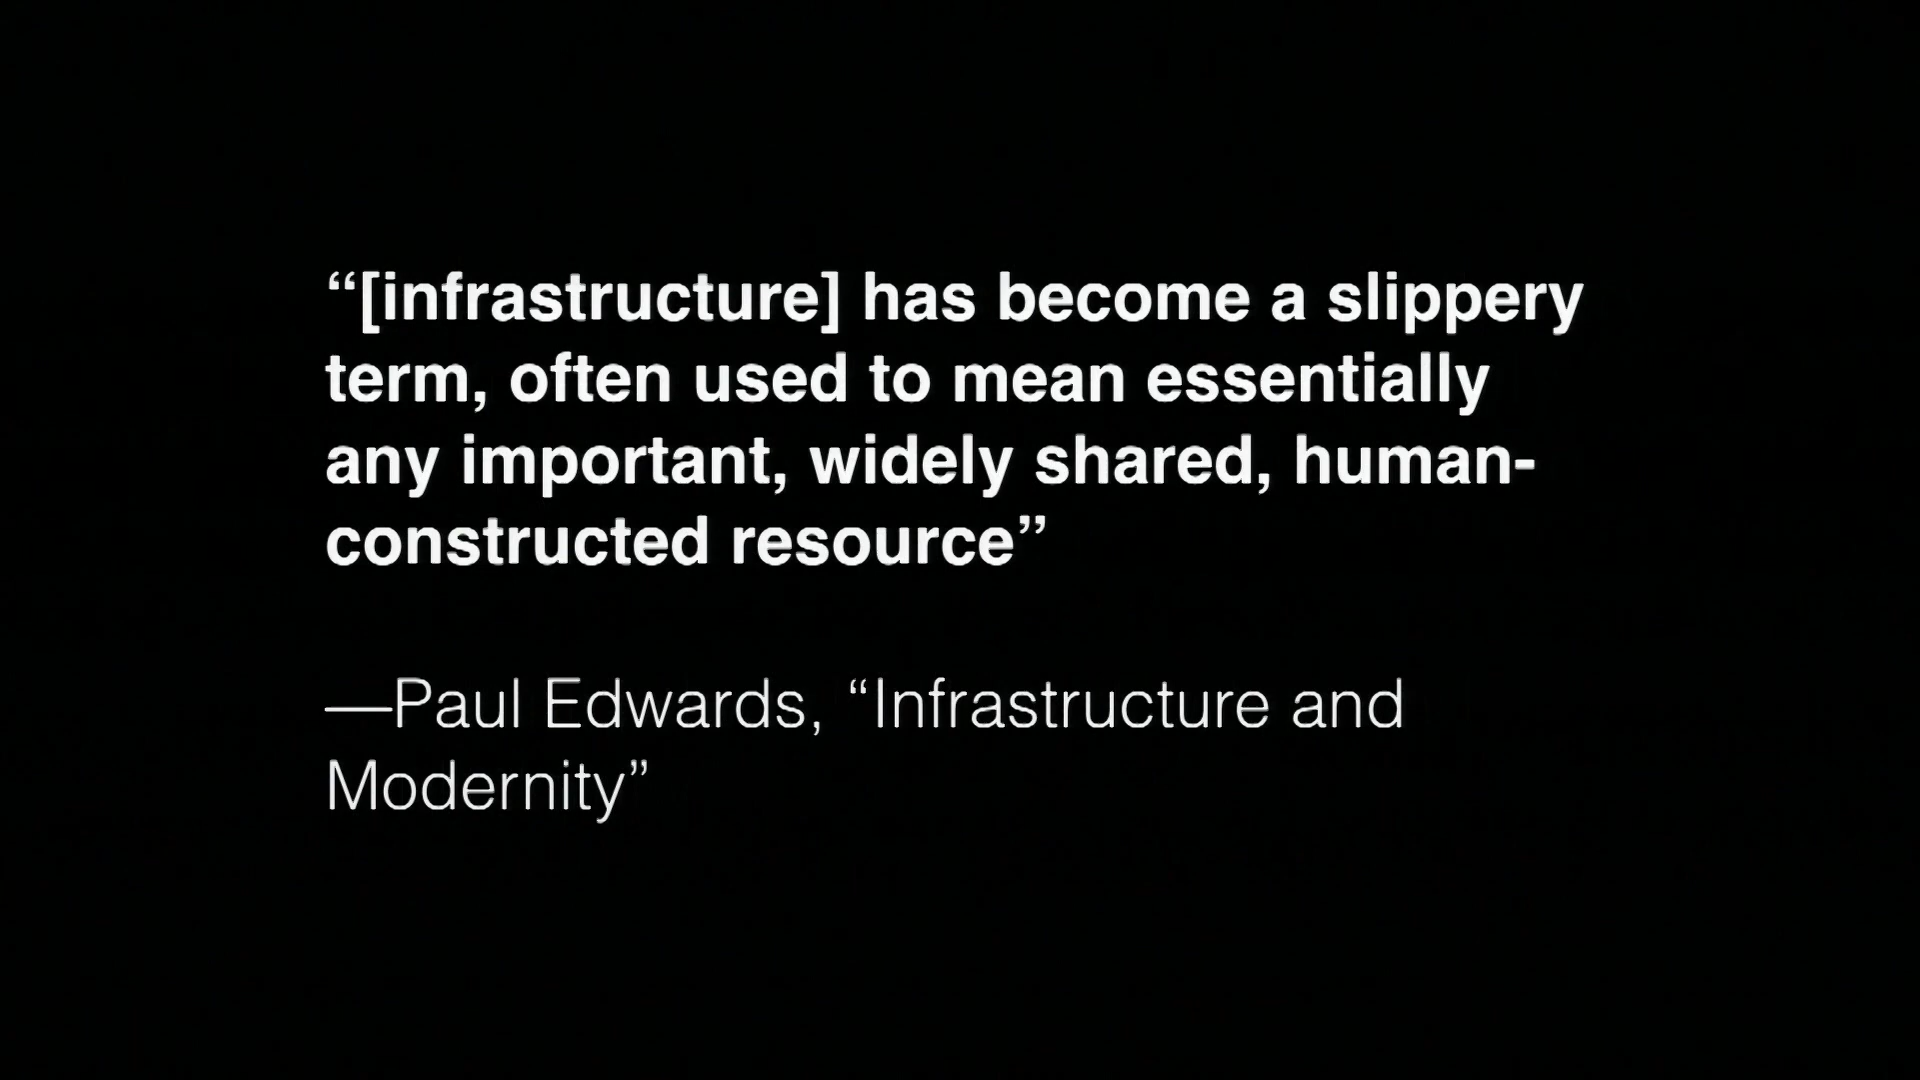 “[infrastructure] has become a slippery
term, often used to mean essentially
any important, widely shared, human-
constructed resource”
—Paul Edwards, “Infrastructure and
Modernity”